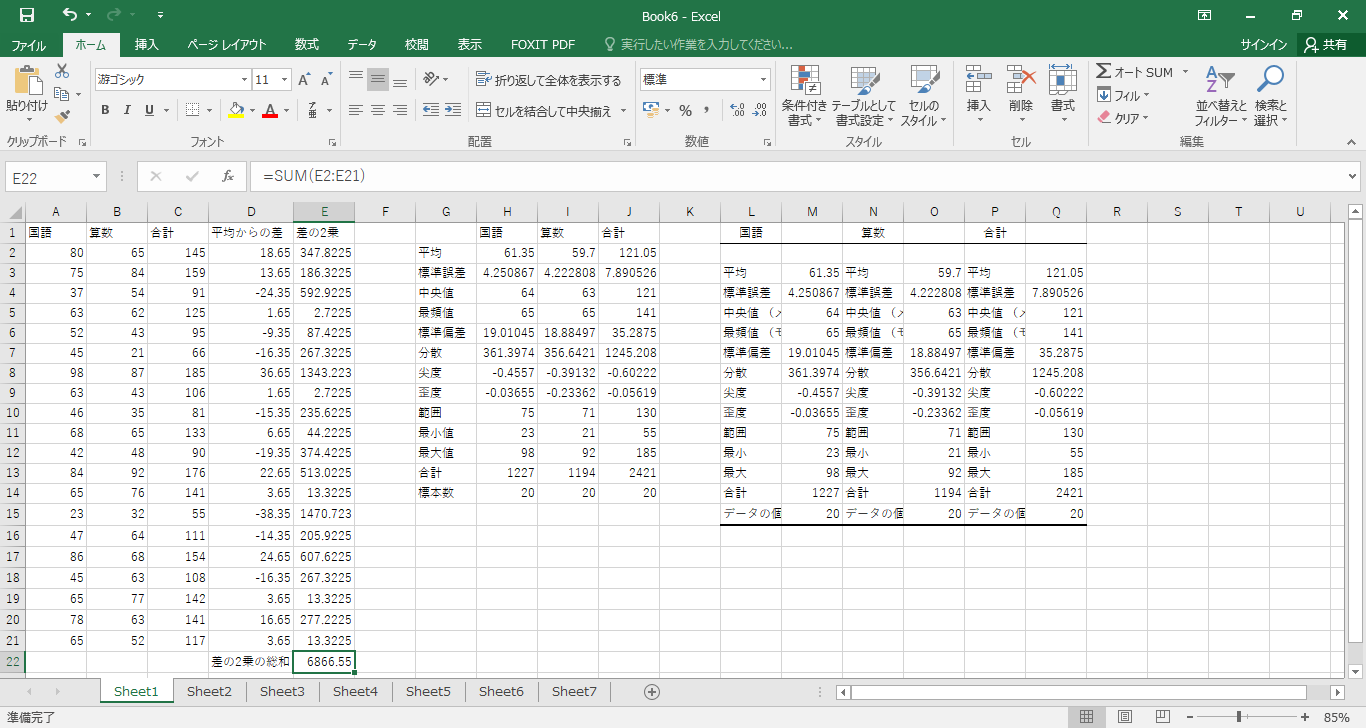 Book6 - Excel
ファイル ホーム 挿入 ページ レイアウト 数式 データ 校閲 表示 FOXIT PDF 実行したい作業を入力してください... サインイン 共有
貼り付け 游ゴシック 11 折り返して全体を表示する 標準 条件付き書式 テーブルとして書式設定 セルのスタイル 挿入 削除 書式 オート SUM 並べ替えとフィルター 検索と選択
B I U セルを結合して中央揃え % フィル クリア
クリップボード フォント 配置 数値 スタイル セル 編集
E22 fx =SUM(E2:E21)
A B C D E F G H I J K L M N O P Q R S T U
1 国語 算数 合計 平均からの差 差の2乗 国語 算数 合計 国語 算数 合計
2 80 65 145 18.65 347.8225 平均 61.35 59.7 121.05
3 75 84 159 13.65 186.3225 標準誤差 4.250867 4.222808 7.890526 平均 61.35 平均 59.7 平均 121.05
4 37 54 91 -24.35 592.9225 中央値 64 63 121 標準誤差 4.250867 標準誤差 4.222808 標準誤差 7.890526
5 63 62 125 1.65 2.7225 最頻値 65 65 141 中央値 （メ 64 中央値 （メ 63 中央値 （メ 121
6 52 43 95 -9.35 87.4225 標準偏差 19.01045 18.88497 35.2875 最頻値 （モ 65 最頻値 （モ 65 最頻値 （モ 141
7 45 21 66 -16.35 267.3225 分散 361.3974 356.6421 1245.208 標準偏差 19.01045 標準偏差 18.88497 標準偏差 35.2875
8 98 87 185 36.65 1343.223 尖度 -0.4557 -0.39132 -0.60222 分散 361.3974 分散 356.6421 分散 1245.208
9 63 43 106 1.65 2.7225 歪度 -0.03655 -0.23362 -0.05619 尖度 -0.4557 尖度 -0.39132 尖度 -0.60222
10 46 35 81 -15.35 235.6225 範囲 75 71 130 歪度 -0.03655 歪度 -0.23362 歪度 -0.05619
11 68 65 133 6.65 44.2225 最小値 23 21 55 範囲 75 範囲 71 範囲 130
12 42 48 90 -19.35 374.4225 最大値 98 92 185 最小 23 最小 21 最小 55
13 84 92 176 22.65 513.0225 合計 1227 1194 2421 最大 98 最大 92 最大 185
14 65 76 141 3.65 13.3225 標本数 20 20 20 合計 1227 合計 1194 合計 2421
15 23 32 55 -38.35 1470.723 データの個 20 データの個 20 データの個 20
16 47 64 111 -14.35 205.9225
17 86 68 154 24.65 607.6225
18 45 63 108 -16.35 267.3225
19 65 77 142 3.65 13.3225
20 78 63 141 16.65 277.2225
21 65 52 117 3.65 13.3225
22 差の2乗の総和 6866.55
Sheet1 Sheet2 Sheet3 Sheet4 Sheet5 Sheet6 Sheet7
準備完了 85%